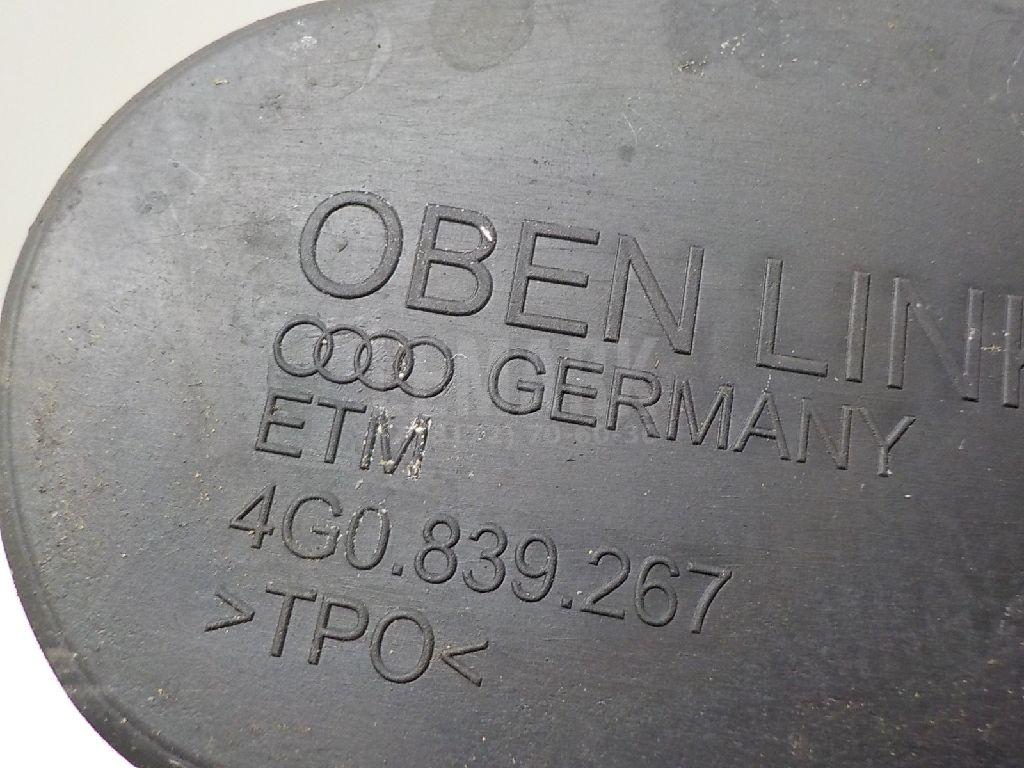 OBEN LINK
GERMANY
ETM
4G0.839.267
>TPO<